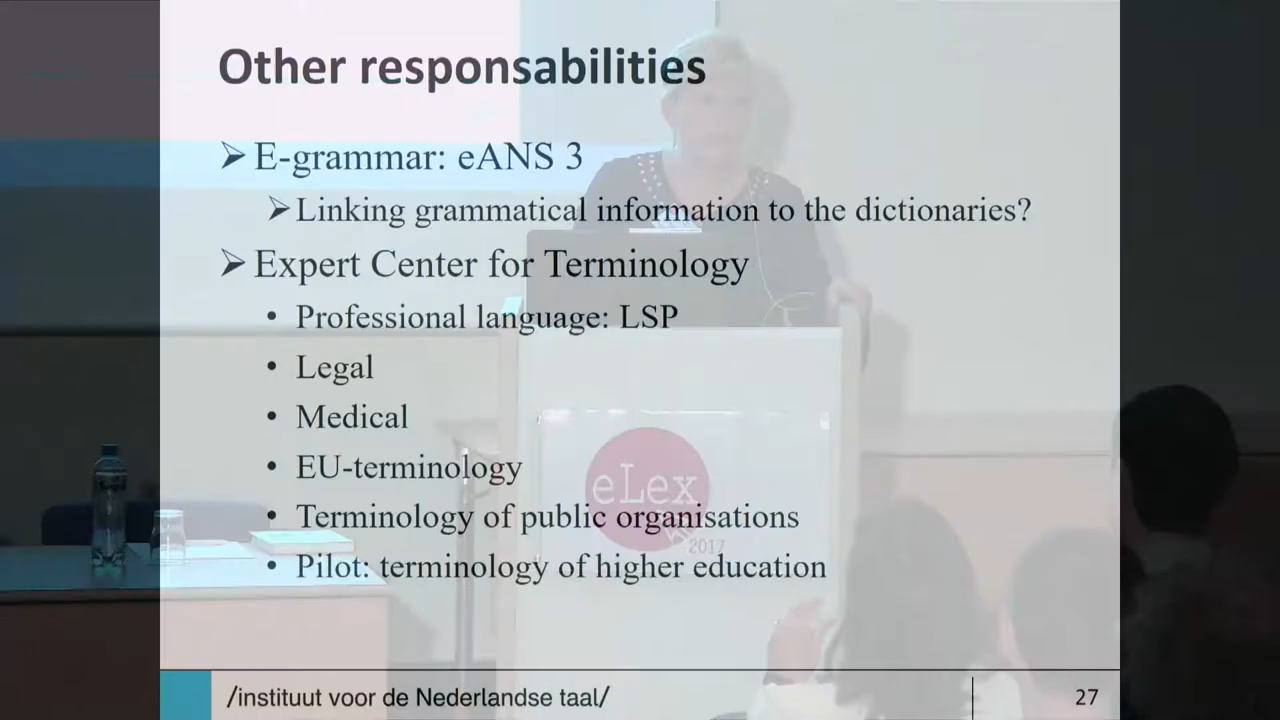 Other responsabilities
➢ E-grammar: eANS 3
➢ Linking grammatical information to the dictionaries?
➢ Expert Center for Terminology
• Professional language: LSP
• Legal
• Medical
• EU-terminology
• Terminology of public organisations
• Pilot: terminology of higher education
eLex
2017
/instituut voor de Nederlandse taal/
27